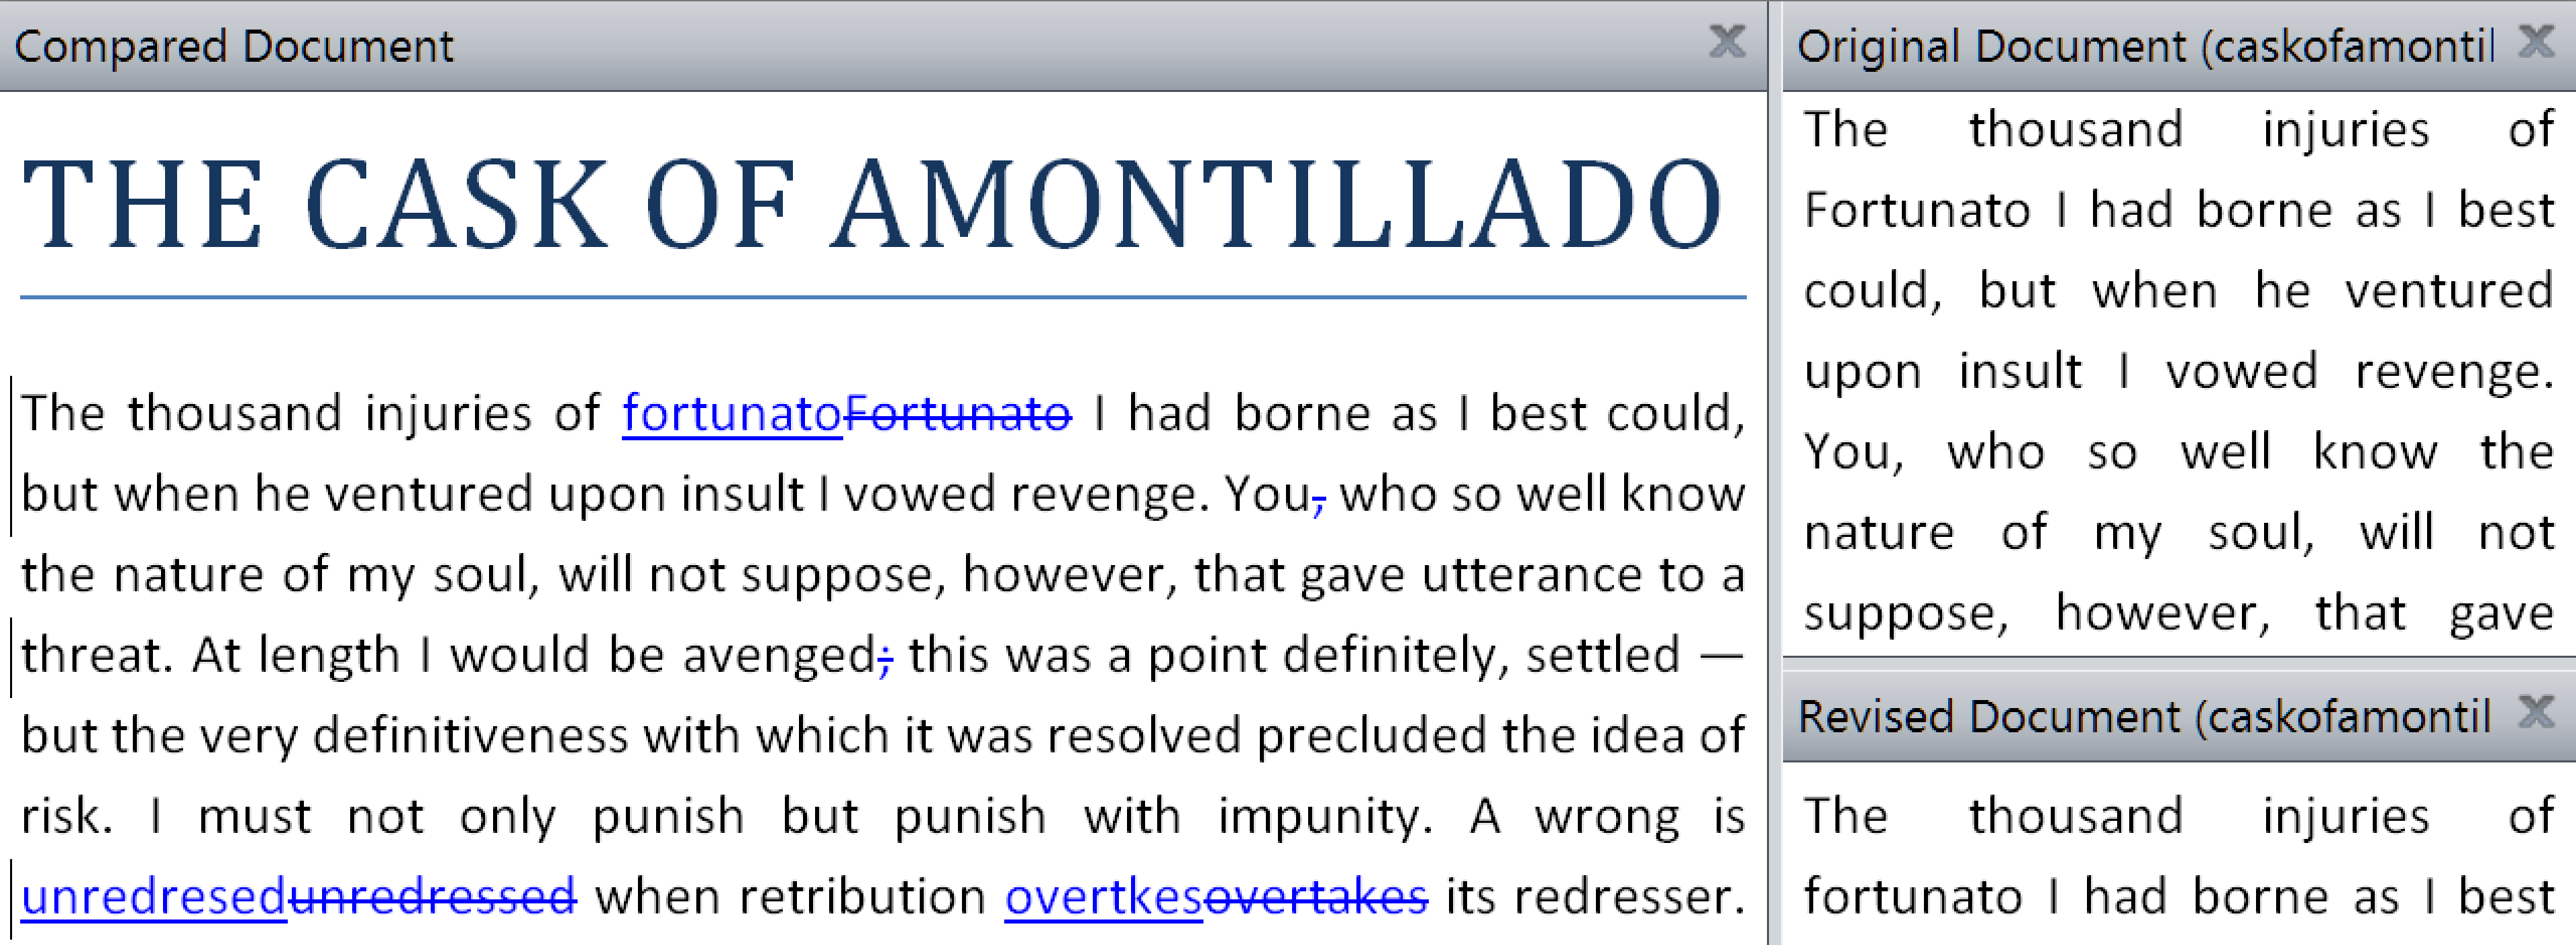 Compared Document
THE CASK OF AMONTILLADO
The thousand injuries of fortunatoFortunato I had borne as I best could,
but when he ventured upon insult I vowed revenge. You, who so well know
the nature of my soul, will not suppose, however, that gave utterance to a
threat. At length I would be avenged; this was a point definitely, settled —
but the very definitiveness with which it was resolved precluded the idea of
risk. I must not only punish but punish with impunity. A wrong is
unredresedunredressed when retribution overtkesovertakes its redresser.
Original Document (caskofamontil
The thousand injuries of
Fortunato I had borne as I best
could, but when he ventured
upon insult I vowed revenge.
You, who so well know the
nature of my soul, will not
suppose, however, that gave
Revised Document (caskofamontil
The thousand injuries of
fortunato I had borne as I best